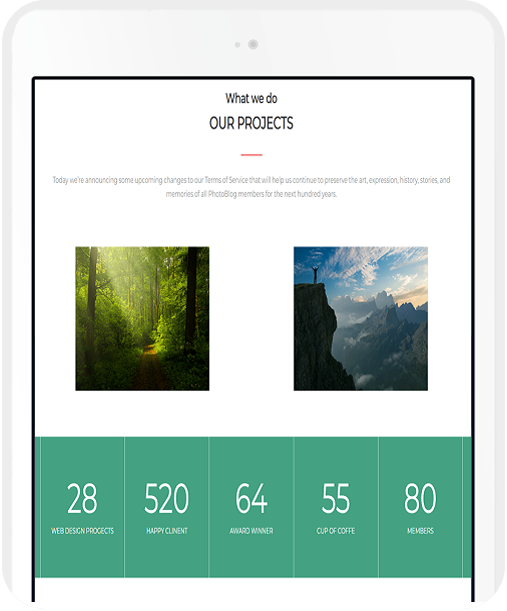 What we do
OUR PROJECTS
Today we're announcing some upcoming changes to our Terms of Service that will help us continue to preserve the art, expression, history, stories, and
memories of all PhotoBlog members for the next hundred years.
28 520 64 55 80
WEB DESIGN PROGECTS HAPPY CLINENT AWARD WINNER CUP OF COFFE MEMBERS